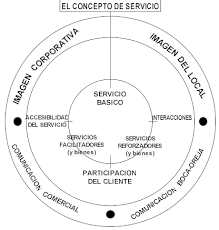 EL CONCEPTO DE SERVICIO
IMAGEN CORPORATIVA
IMAGEN DEL LOCAL
SERVICIO
BASICO
ACCESIBILIDAD
DEL SERVICIO
INTERACCIONES
SERVICIOS
FACILITADORES
(y bienes)
SERVICIOS
REFORZADORES
(y bienes)
PARTICIPACION
DEL CLIENTE
COMUNICACION COMERCIAL
COMUNICACION BOCA-OREJA